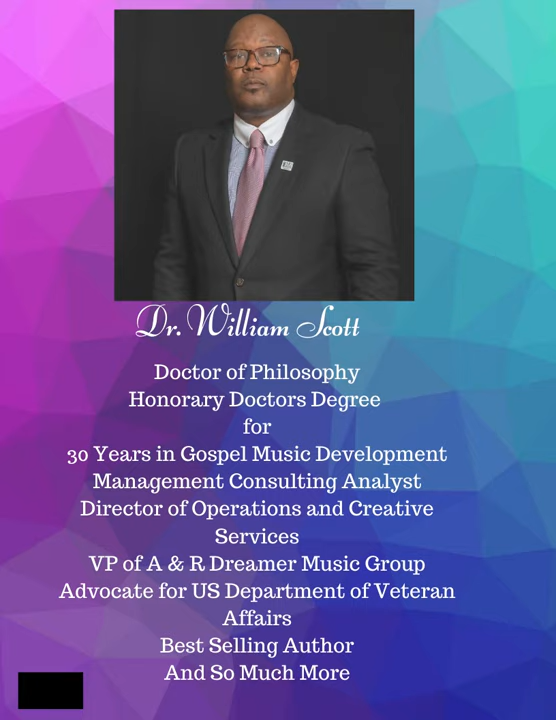 Dr. William Scott
Doctor of Philosophy
Honorary Doctors Degree
for
30 Years in Gospel Music Development
Management Consulting Analyst
Director of Operations and Creative
Services
VP of A & R Dreamer Music Group
Advocate for US Department of Veteran
Affairs
Best Selling Author
And So Much More